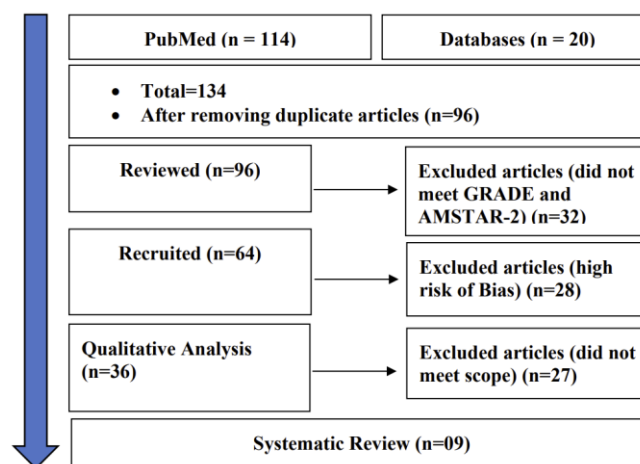 PubMed (n = 114)
Databases (n = 20)
• Total=134
• After removing duplicate articles (n=96)
Reviewed (n=96)
Excluded articles (did not
meet GRADE and
AMSTAR-2) (n=32)
Recruited (n=64)
Excluded articles (high
risk of Bias) (n=28)
Qualitative Analysis
(n=36)
Excluded articles (did not
meet scope) (n=27)
Systematic Review (n=09)